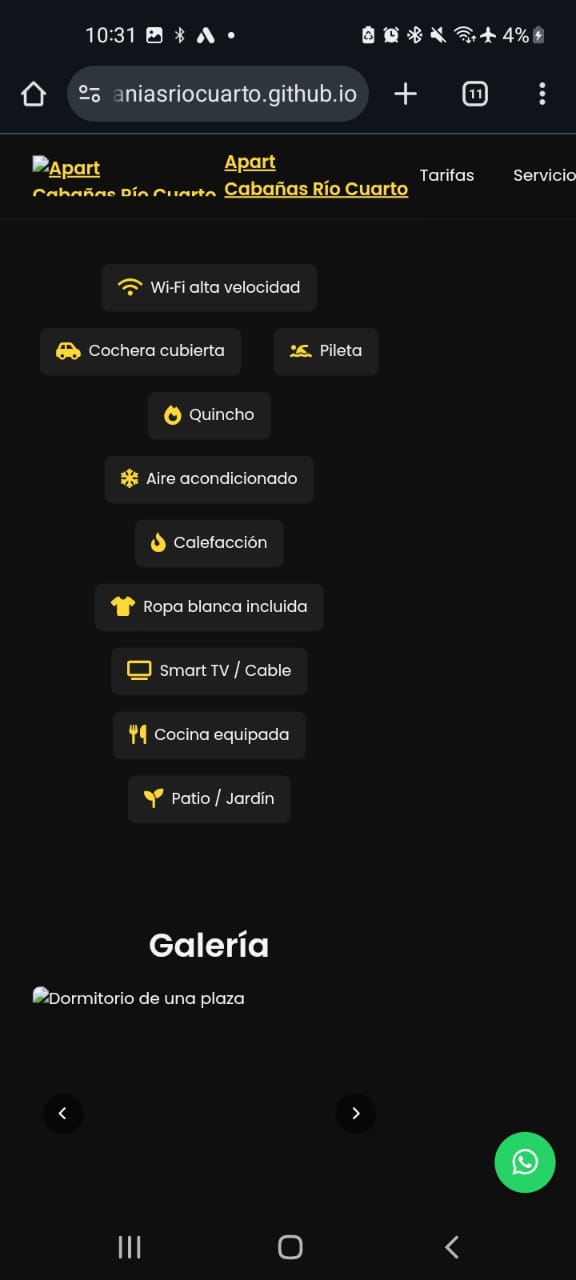 10:31 4%
aniasriocuarto.github.io 11
Apart
Cabañas Río Cuarto
Apart
Cabañas Río Cuarto
Tarifas
Servicio
Wi-Fi alta velocidad
Cochera cubierta
Pileta
Quincho
Aire acondicionado
Calefacción
Ropa blanca incluida
Smart TV / Cable
Cocina equipada
Patio / Jardín
Galería
Dormitorio de una plaza